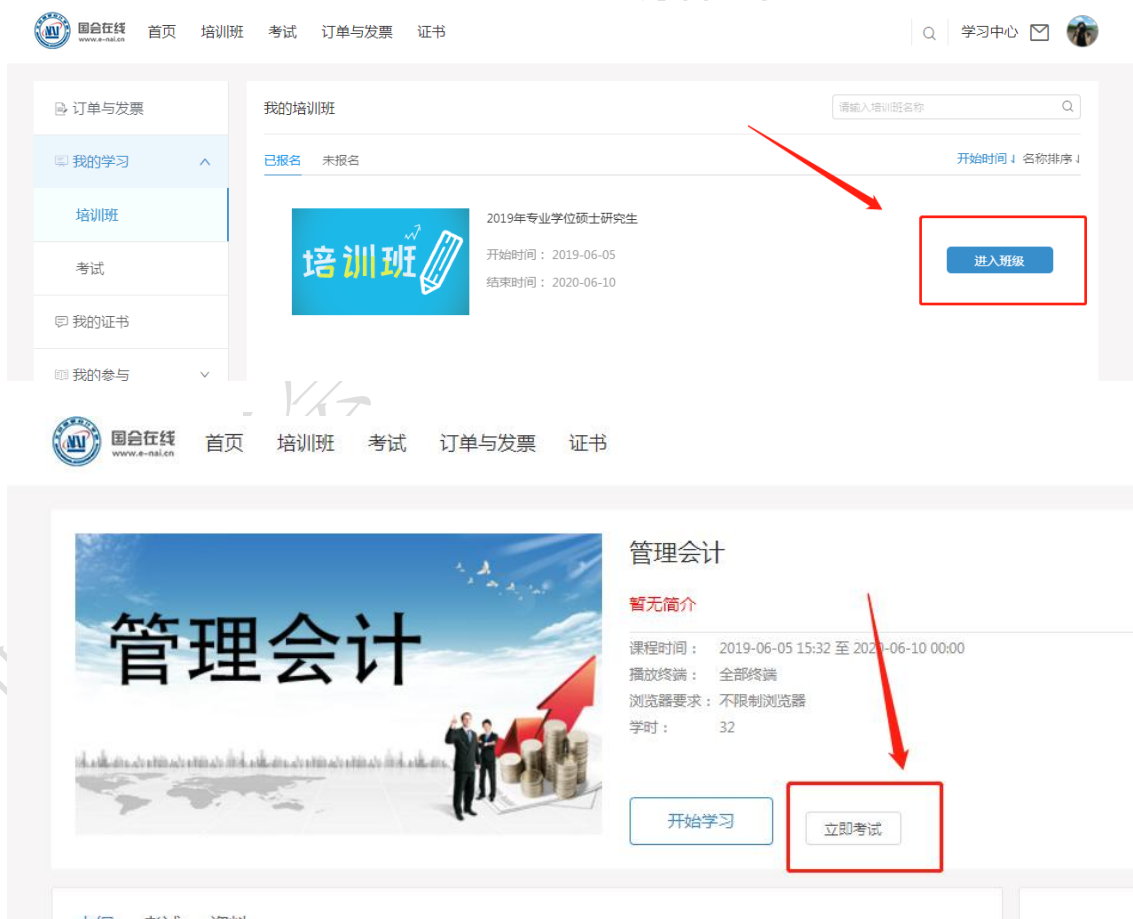 国会在线 首页 培训班 考试 订单与发票 证书 学习中心
www.e-nai.cn
订单与发票
我的培训班
请输入培训班名称
我的学习
已报名 未报名
开始时间 名称排序
培训班
2019年专业学位硕士研究生
培训班
开始时间： 2019-06-05
进入班级
考试
结束时间： 2020-06-10
我的证书
我的参与
国会在线 首页 培训班 考试 订单与发票 证书
www.e-nai.cn
管理会计
管理会计
暂无简介
课程时间： 2019-06-05 15:32 至 2020-06-10 00:00
播放终端： 全部终端
浏览器要求： 不限制浏览器
学时： 32
开始学习
立即考试